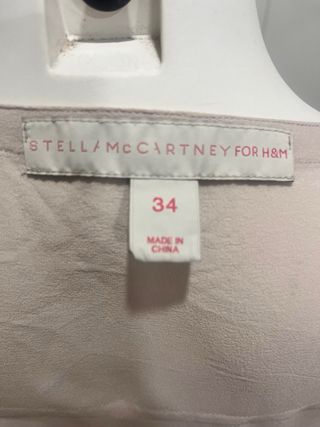 STELLA McCARTNEY FOR H&M
34
MADE IN
CHINA